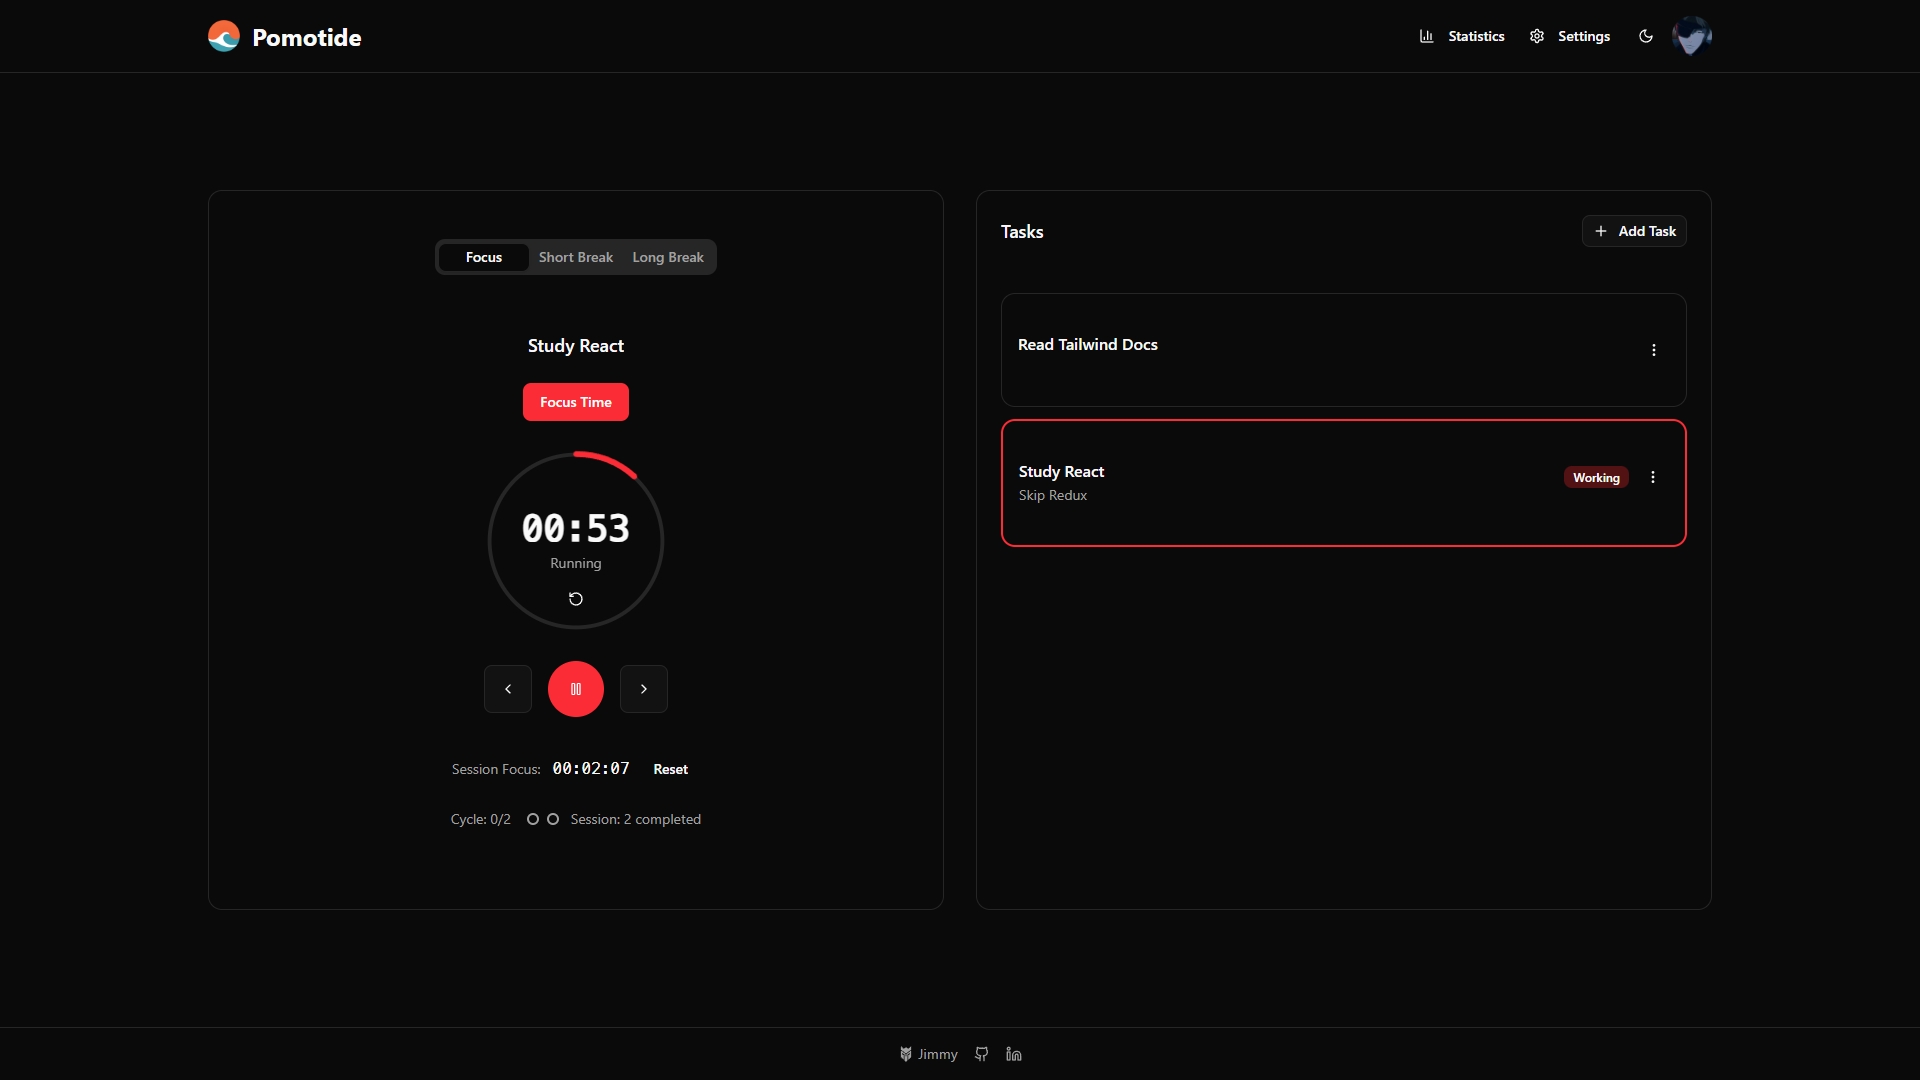 Pomotide
Statistics
Settings
Focus
Short Break
Long Break
Study React
Focus Time
00:53
Running
Session Focus: 00:02:07 Reset
Cycle: 0/2 Session: 2 completed
Tasks
Add Task
Read Tailwind Docs
Study React
Skip Redux
Working
Jimmy